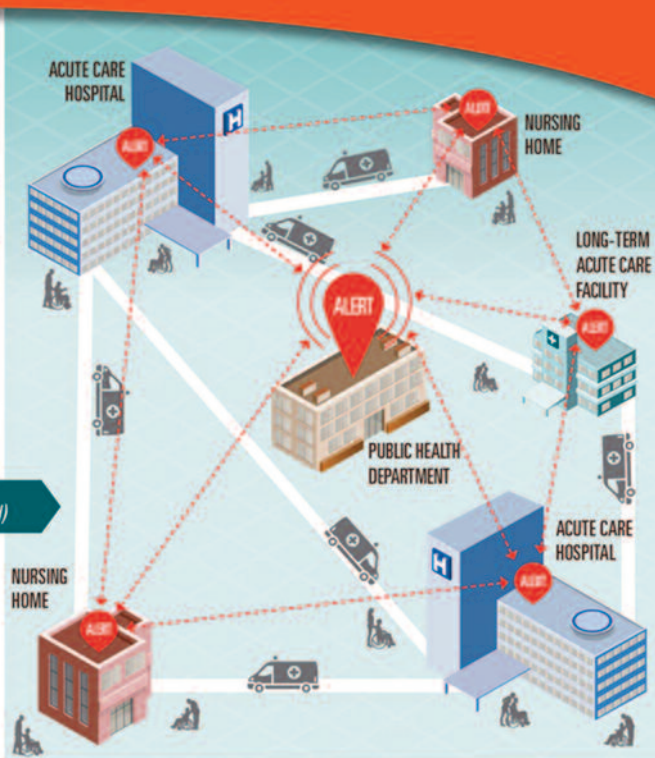 ACUTE CARE
HOSPITAL
H
ALERT
ALERT
NURSING
HOME
LONG-TERM
ACUTE CARE
FACILITY
ALERT
ALERT
PUBLIC HEALTH
DEPARTMENT
ACUTE CARE
HOSPITAL
H
ALERT
NURSING
HOME
ALERT